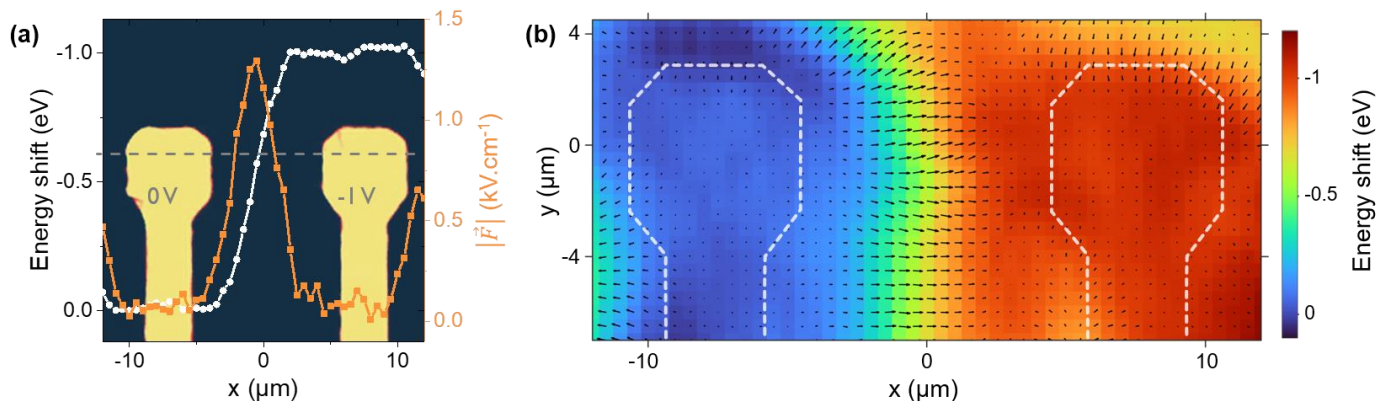 (a)
Energy shift (eV)
-1.0
-0.5
0.0
0 V
-1 V
1.5
1.0
0.5
0.0
|F⃗| (kV.cm⁻¹)
-10
0
10
x (µm)
(b)
y (µm)
4
0
-4
-10
0
10
x (µm)
-1
-0.5
0
Energy shift (eV)